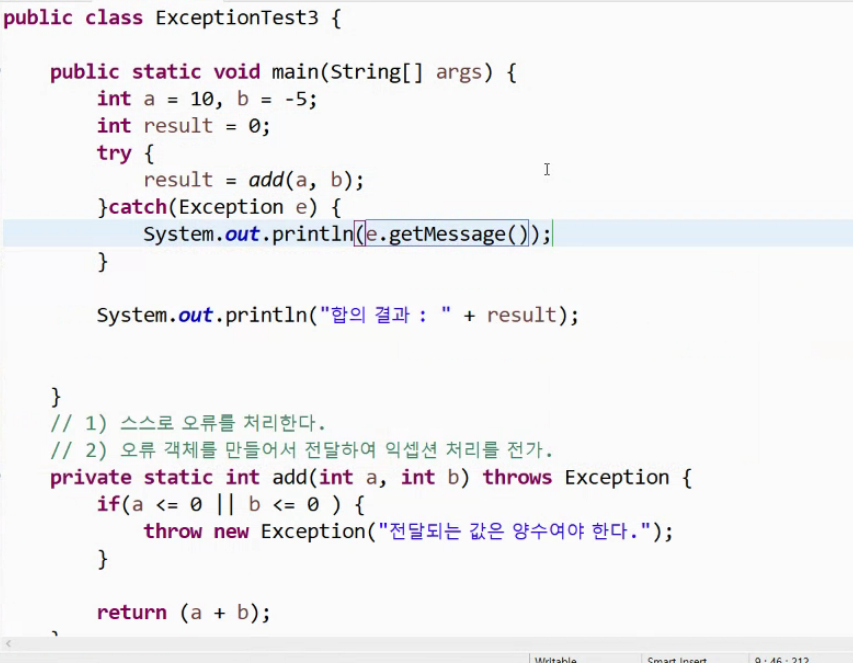 public class ExceptionTest3 {
public static void main(String[] args) {
int a = 10, b = -5;
int result = 0;
try {
result = add(a, b);
}catch(Exception e) {
System.out.println(e.getMessage());
}
System.out.println("합의 결과 : " + result);
}
// 1) 스스로 오류를 처리한다.
// 2) 오류 객체를 만들어서 전달하여 익셉션 처리를 전가.
private static int add(int a, int b) throws Exception {
if(a <= 0 || b <= 0 ) {
throw new Exception("전달되는 값은 양수여야 한다.");
}
return (a + b);
}
Writable Smart Insert 9 : 46 : 212